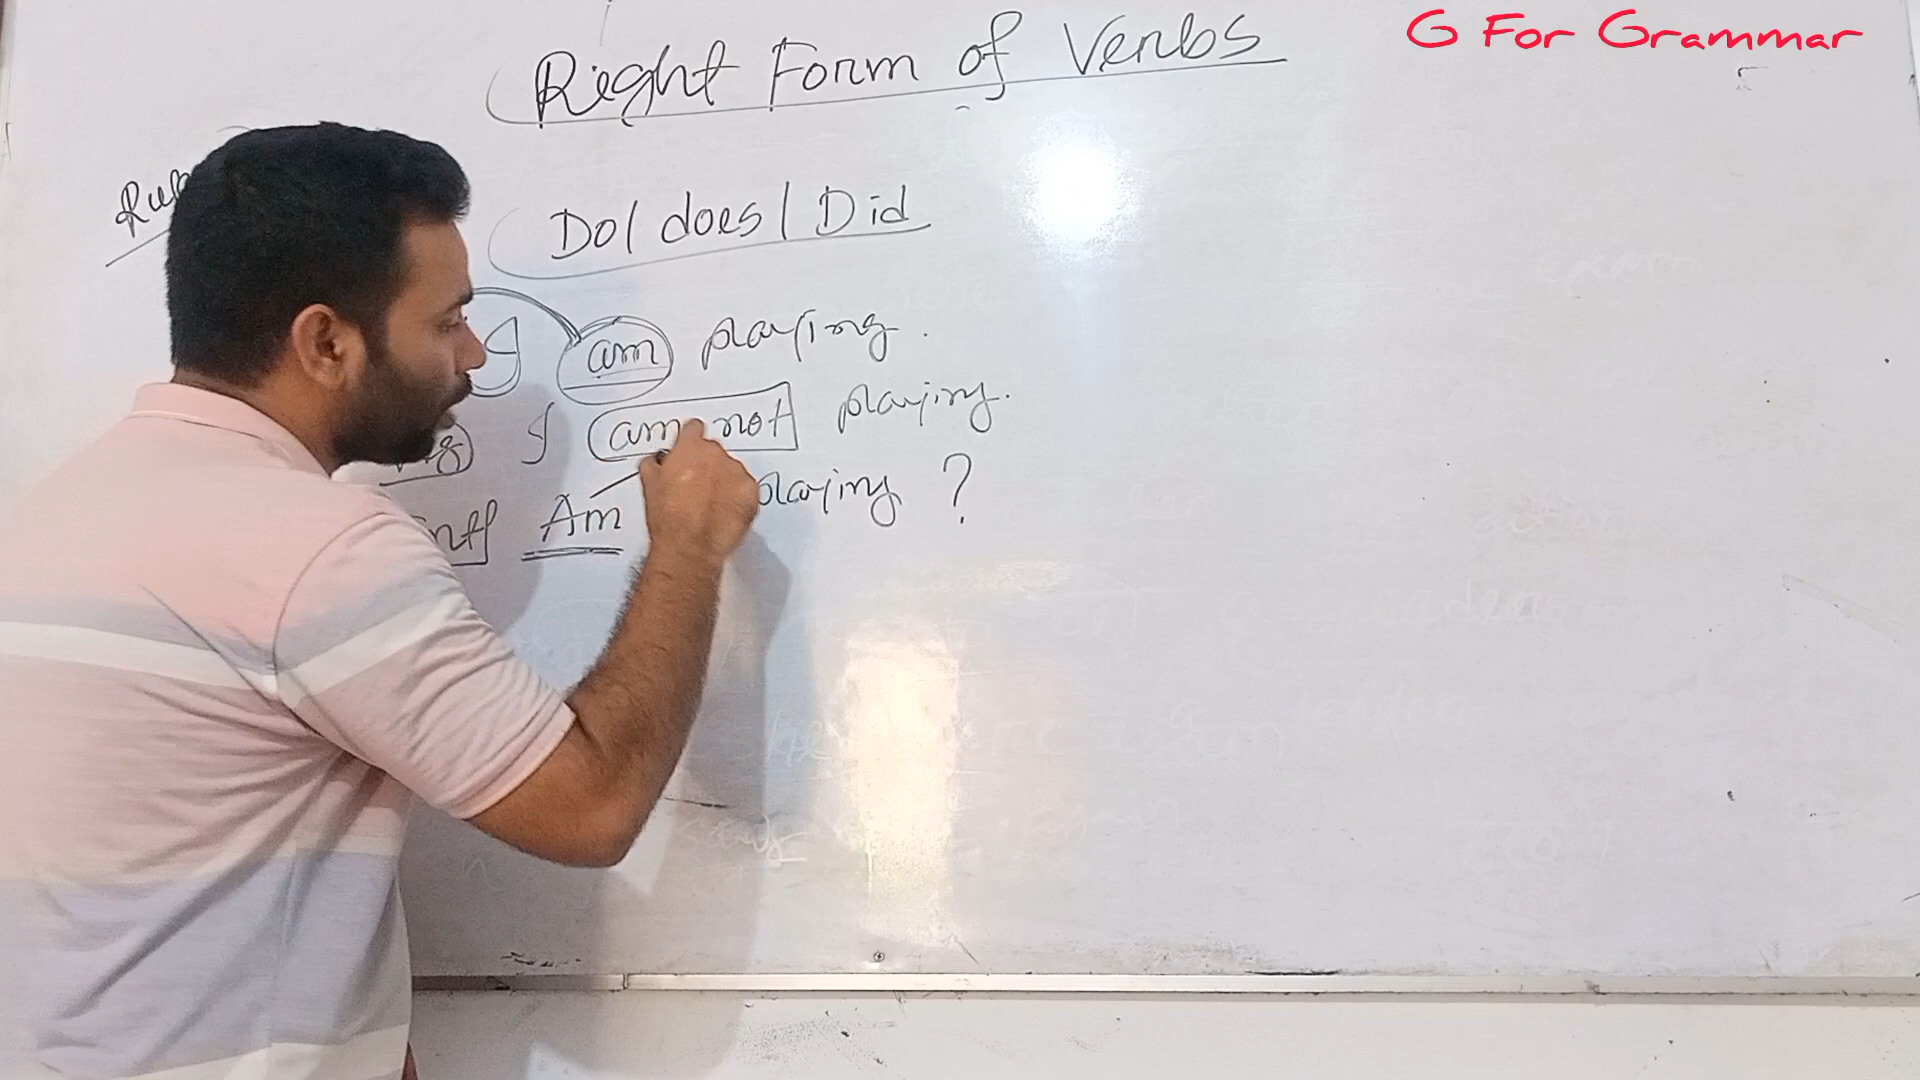 G For Grammar
Right Form of Verbs
Do/does/Did
I am playing.
I am not playing.
Am playing ?